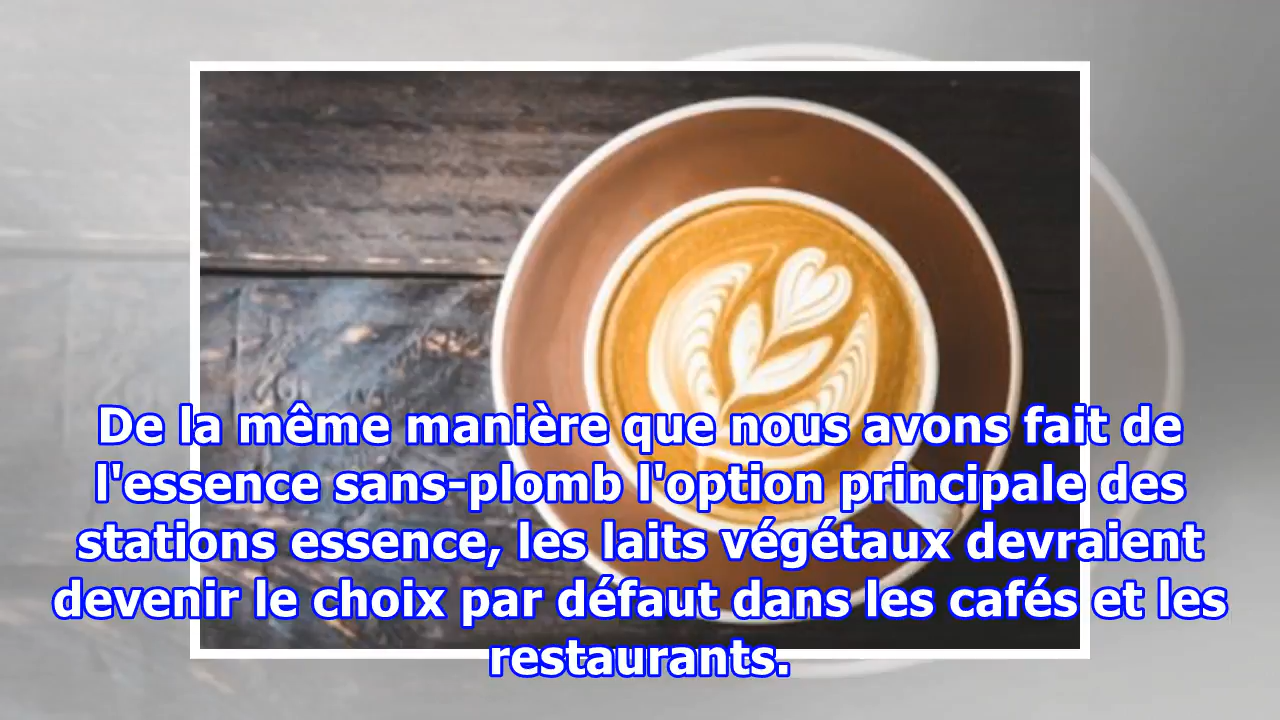 De la même manière que nous avons fait de
l'essence sans-plomb l'option principale des
stations essence, les laits végétaux devraient
devenir le choix par défaut dans les cafés et les
restaurants.